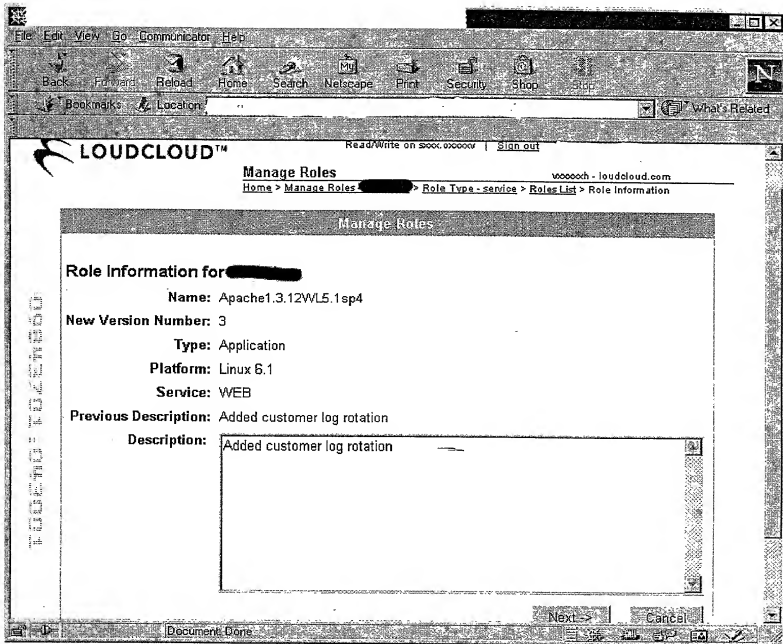 File Edit View Go Communicator Help
Back Forward Reload Home Search Netscape Print Security Shop Stop
Bookmarks Location: What's Related
LOUDCLOUD™
Read/Write on | Sign out
Manage Roles
- loudcloud.com
Home > Manage Roles > Role Type - service > Roles List > Role Information
Manage Roles
Role Information for
Name: Apache1.3.12WL5.1sp4
New Version Number: 3
Type: Application
Platform: Linux 6.1
Service: WEB
Previous Description: Added customer log rotation
Description: Added customer log rotation
Next -> Cancel
Document: Done